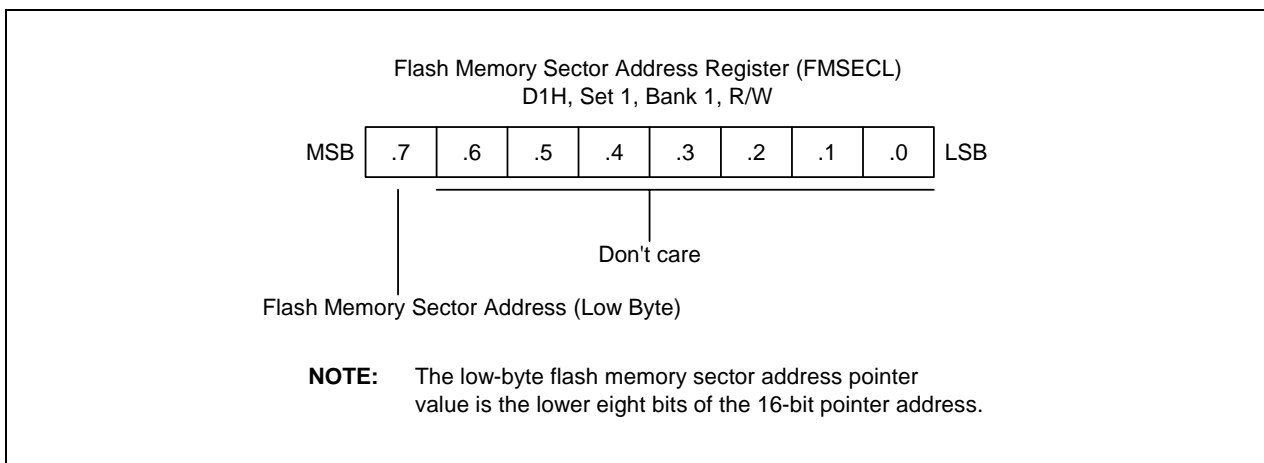 Flash Memory Sector Address Register (FMSECL)
D1H, Set 1, Bank 1, R/W
MSB .7 .6 .5 .4 .3 .2 .1 .0 LSB
Don't care
Flash Memory Sector Address (Low Byte)
NOTE: The low-byte flash memory sector address pointer
value is the lower eight bits of the 16-bit pointer address.